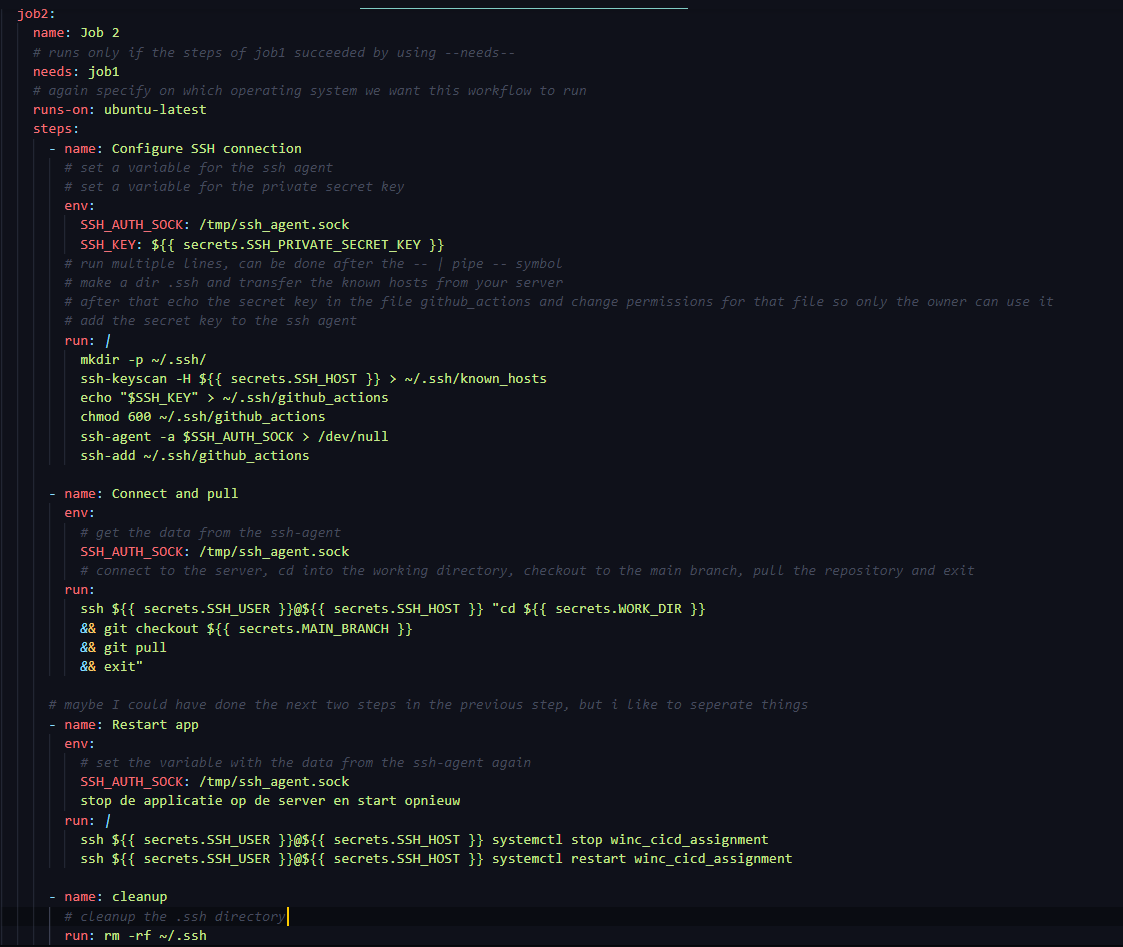 job2:
name: Job 2
# runs only if the steps of job1 succeeded by using --needs--
needs: job1
# again specify on which operating system we want this workflow to run
runs-on: ubuntu-latest
steps:
- name: Configure SSH connection
# set a variable for the ssh agent
# set a variable for the private secret key
env:
SSH_AUTH_SOCK: /tmp/ssh_agent.sock
SSH_KEY: ${{ secrets.SSH_PRIVATE_SECRET_KEY }}
# run multiple lines, can be done after the -- | pipe -- symbol
# make a dir .ssh and transfer the known hosts from your server
# after that echo the secret key in the file github_actions and change permissions for that file so only the owner can use it
# add the secret key to the ssh agent
run: |
mkdir -p ~/.ssh/
ssh-keyscan -H ${{ secrets.SSH_HOST }} > ~/.ssh/known_hosts
echo "$SSH_KEY" > ~/.ssh/github_actions
chmod 600 ~/.ssh/github_actions
ssh-agent -a $SSH_AUTH_SOCK > /dev/null
ssh-add ~/.ssh/github_actions
- name: Connect and pull
env:
# get the data from the ssh-agent
SSH_AUTH_SOCK: /tmp/ssh_agent.sock
# connect to the server, cd into the working directory, checkout to the main branch, pull the repository and exit
run:
ssh ${{ secrets.SSH_USER }}@${{ secrets.SSH_HOST }} "cd ${{ secrets.WORK_DIR }}
&& git checkout ${{ secrets.MAIN_BRANCH }}
&& git pull
&& exit"
# maybe I could have done the next two steps in the previous step, but i like to seperate things
- name: Restart app
env:
# set the variable with the data from the ssh-agent again
SSH_AUTH_SOCK: /tmp/ssh_agent.sock
stop de applicatie op de server en start opnieuw
run: |
ssh ${{ secrets.SSH_USER }}@${{ secrets.SSH_HOST }} systemctl stop winc_cicd_assignment
ssh ${{ secrets.SSH_USER }}@${{ secrets.SSH_HOST }} systemctl restart winc_cicd_assignment
- name: cleanup
# cleanup the .ssh directory
run: rm -rf ~/.ssh